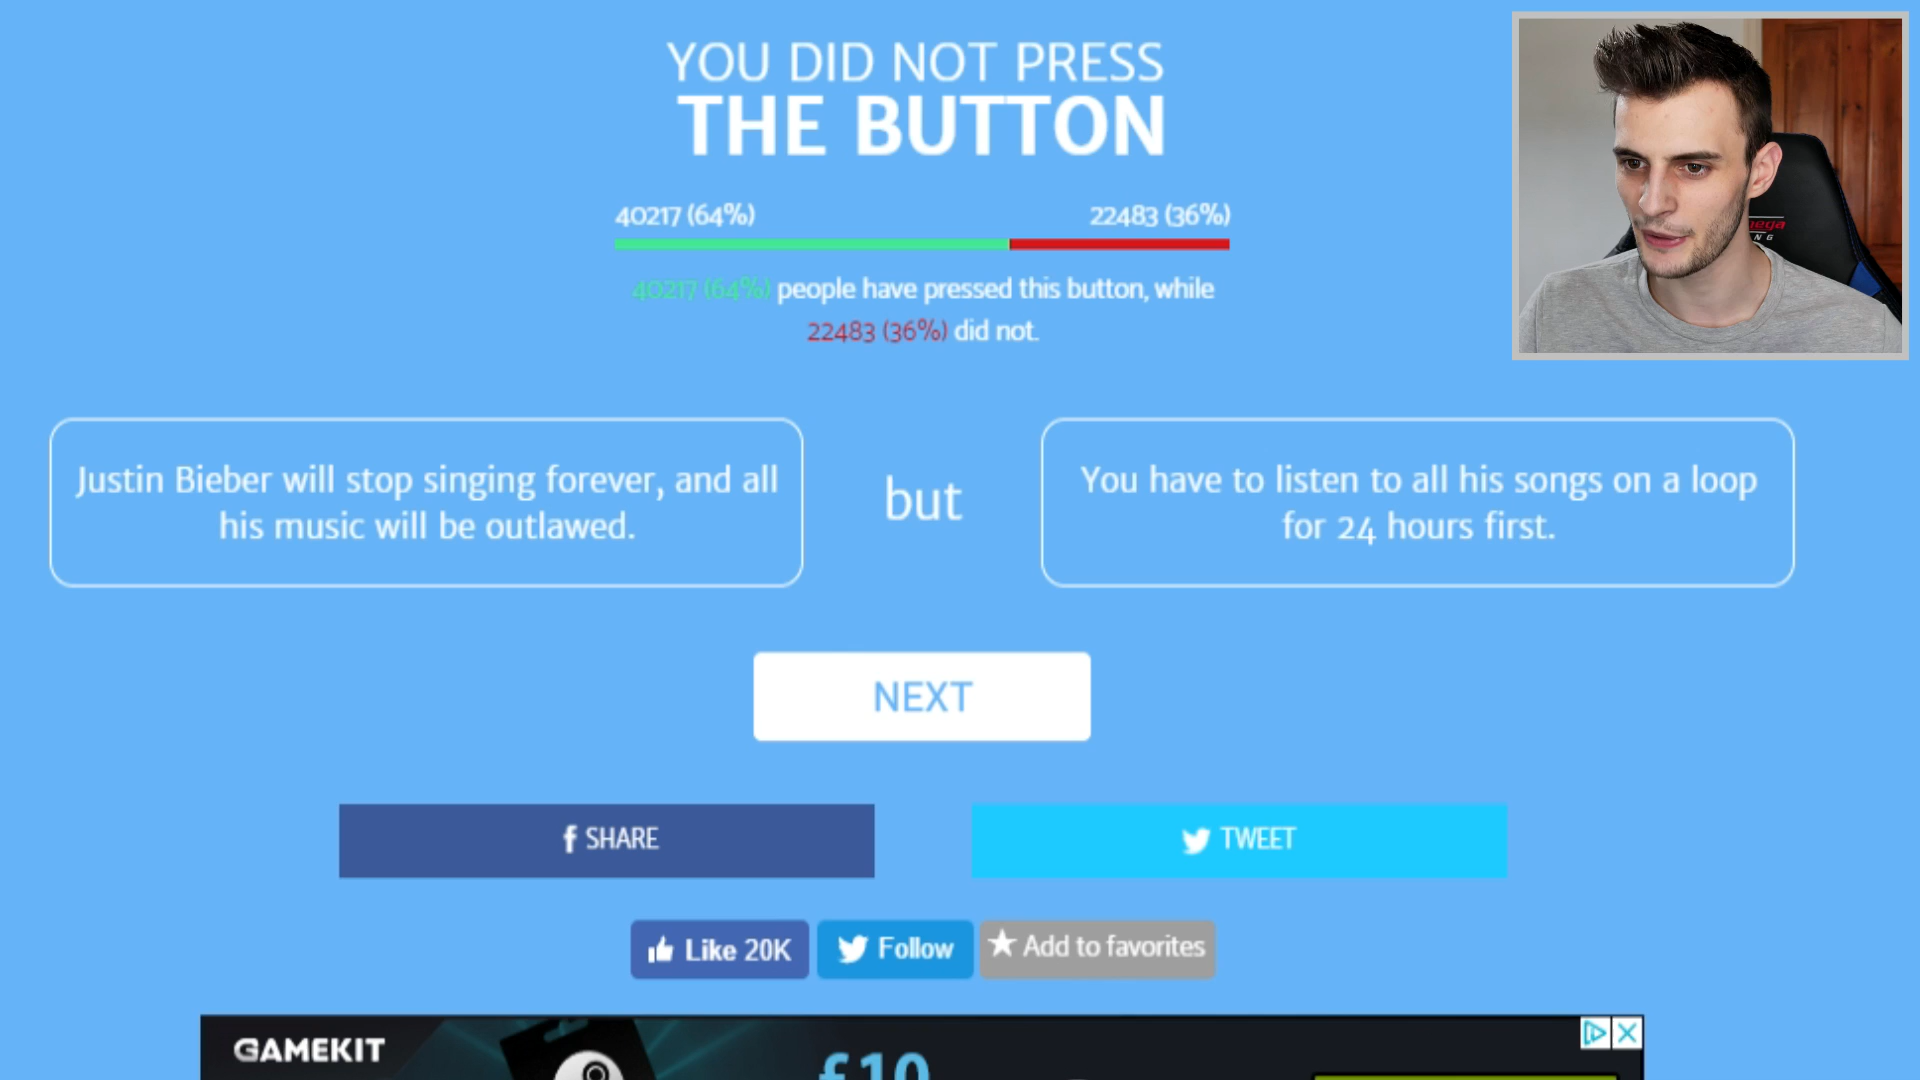 YOU DID NOT PRESS
THE BUTTON
40217 (64%)
22483 (36%)
40217 (64%) people have pressed this button, while
22483 (36%) did not.
Justin Bieber will stop singing forever, and all
his music will be outlawed.
but
You have to listen to all his songs on a loop
for 24 hours first.
NEXT
f SHARE
TWEET
Like 20K
Follow
Add to favorites
GAMEKIT
£10